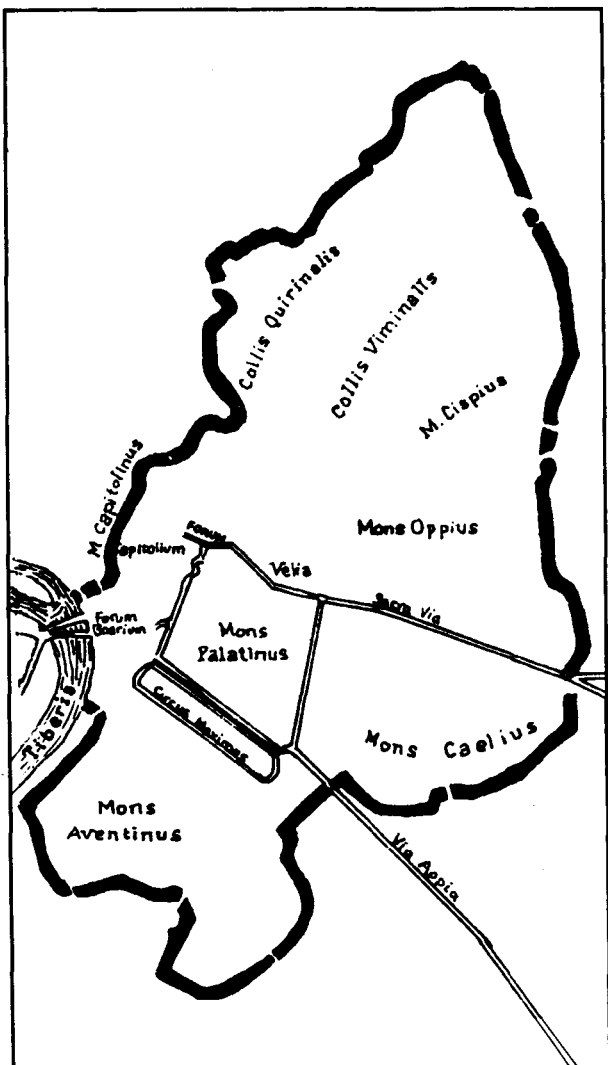 Collis Quirinalis
Collis Viminalis
M. Cispius
M. Capitolinus
Forum
Capitolium
Mons Oppius
Velia
Sacra Via
Forum
Boarium
Mons
Palatinus
Circus Maximus
Tiberis
Mons Caelius
Mons
Aventinus
Via Appia